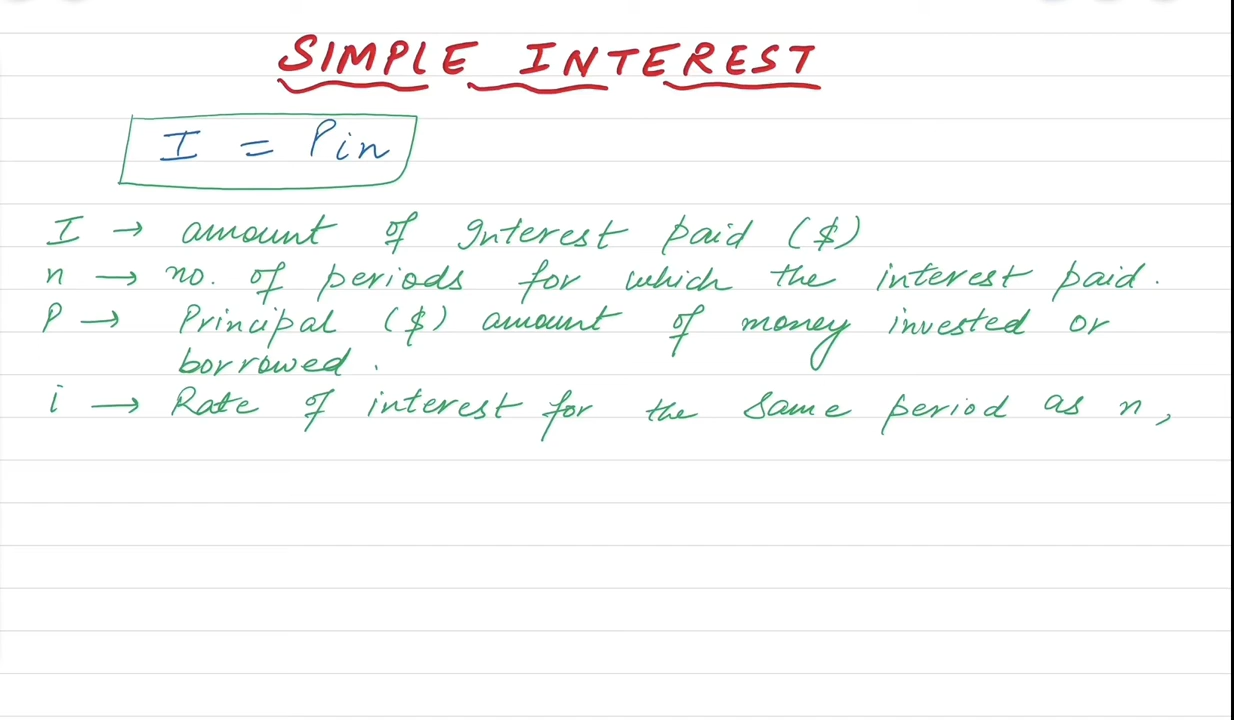 SIMPLE INTEREST
I = Pin
I → amount of Interest paid ($)
n → no. of periods for which the interest paid.
P → Principal ($) amount of money invested or
borrowed.
i → Rate of interest for the same period as n,